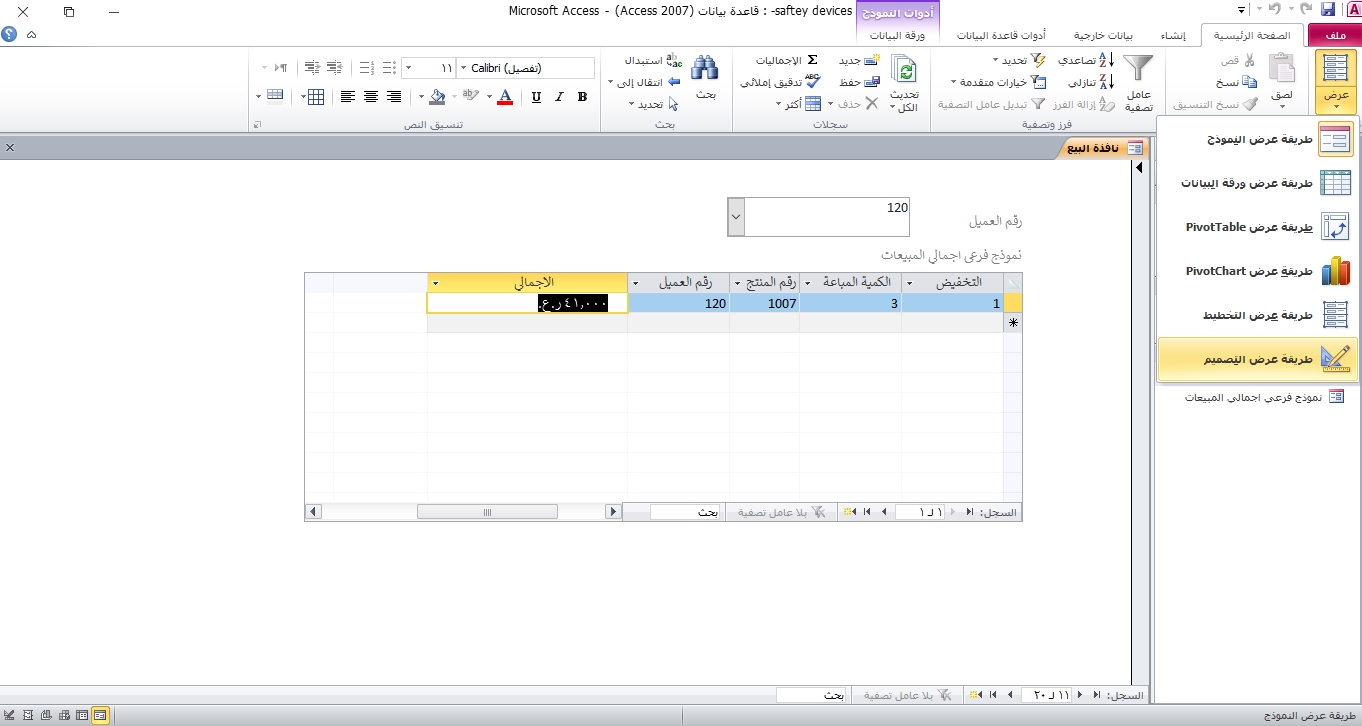 saftey devices- : قاعدة بيانات (Access 2007) - Microsoft Access
أدوات النموذج
ملف
الصفحة الرئيسية
إنشاء
بيانات خارجية
أدوات قاعدة البيانات
ورقة البيانات
عرض
لصق
قص
نسخ
نسخ التنسيق
عامل تصفية
تصاعدي
تنازلي
إزالة الفرز
تحديد
خيارات متقدمة
تبديل عامل التصفية
فرز وتصفية
تحديث الكل
جديد
حفظ
حذف
الإجماليات
تدقيق إملائي
أكثر
سجلات
بحث
استبدال
انتقال إلى
تحديد
بحث
Calibri (تفصيل)
١١
B I U
تنسيق النص
طريقة عرض النموذج
طريقة عرض ورقة البيانات
طريقة عرض PivotTable
طريقة عرض PivotChart
طريقة عرض التخطيط
طريقة عرض التصميم
نموذج فرعي اجمالي المبيعات
نافذة البيع
رقم العميل
120
نموذج فرعي اجمالي المبيعات
التخفيض الكمية المباعة رقم المنتج رقم العميل الاجمالي
1 3 1007 120 ٤١,٠٠٠ر.ع.
السجل: ١ لـ ١ بلا عامل تصفية بحث
السجل: ١١ لـ ٢٠ بلا عامل تصفية بحث
طريقة عرض النموذج